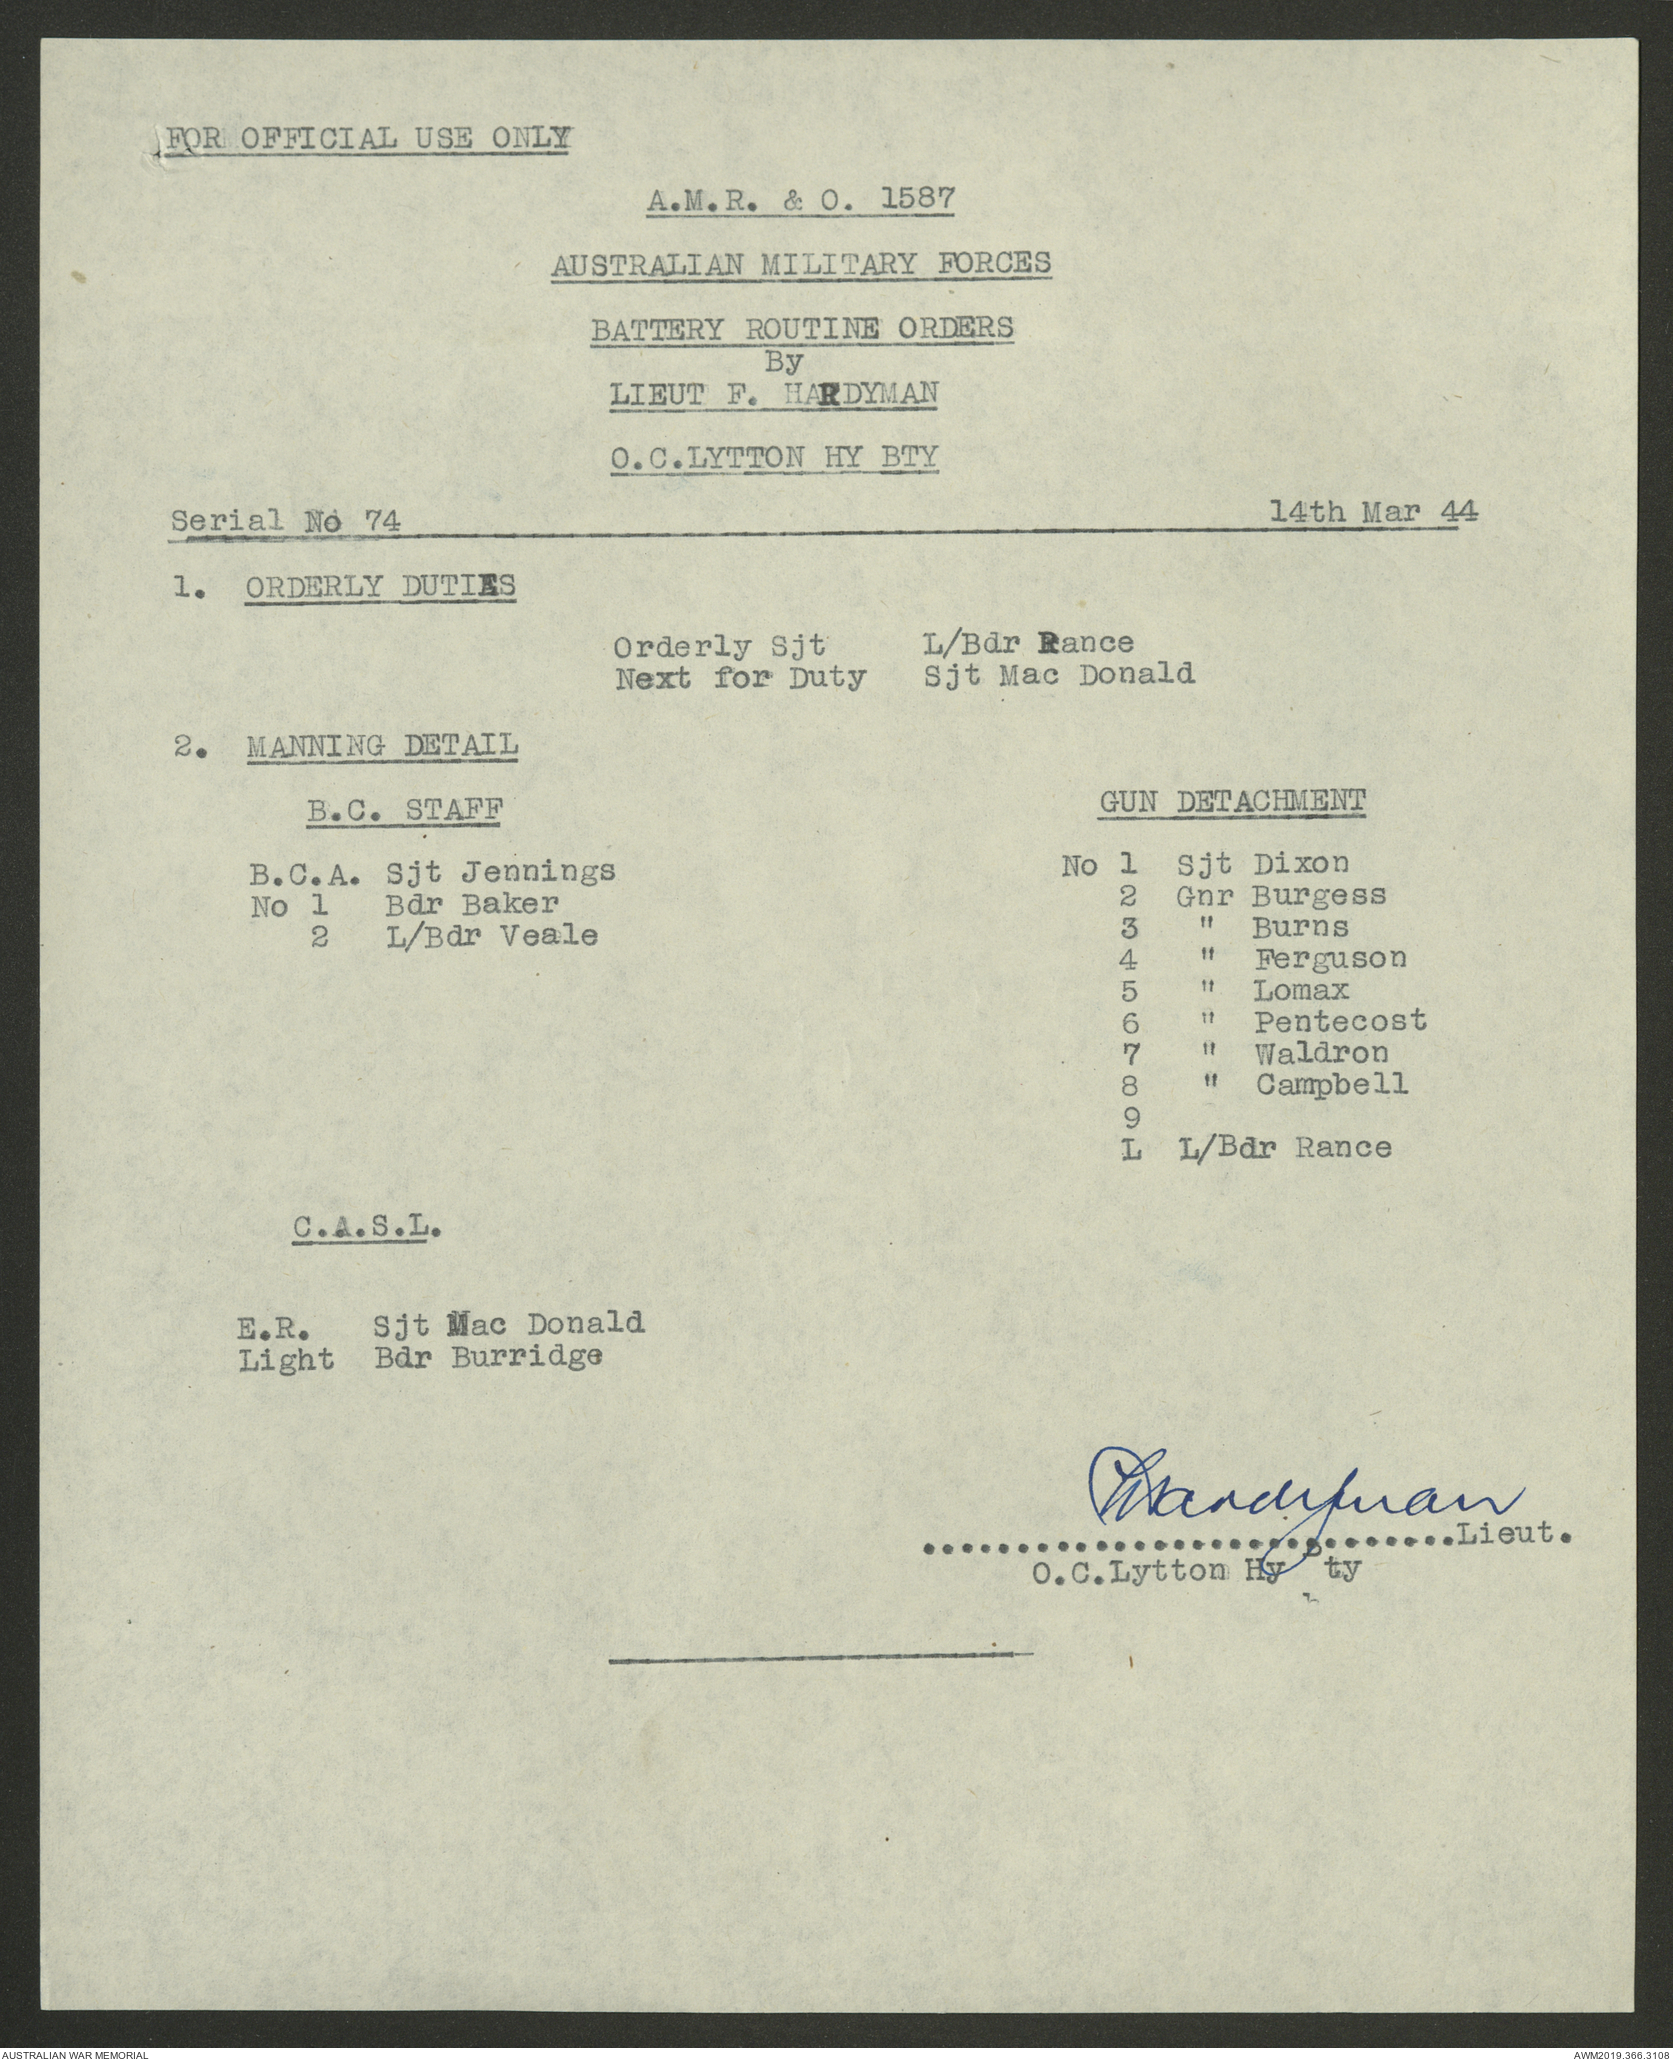 FOR OFFICIAL USE ONLY
A.M.R. & O. 1587
AUSTRALIAN MILITARY FORCES
BATTERY ROUTINE ORDERS
By
LIEUT F. HARDYMAN
O.C.LYTTON HY BTY
Serial No 74 14th Mar 44
1. ORDERLY DUTIES
Orderly Sjt L/Bdr Rance
Next for Duty Sjt Mac Donald
2. MANNING DETAIL
B.C. STAFF
B.C.A. Sjt Jennings
No 1 Bdr Baker
2 L/Bdr Veale
GUN DETACHMENT
No 1 Sjt Dixon
2 Gnr Burgess
3 " Burns
4 " Ferguson
5 " Lomax
6 " Pentecost
7 " Waldron
8 " Campbell
9
L L/Bdr Rance
C.A.S.L.
E.R. Sjt Mac Donald
Light Bdr Burridge
FHardyman
...........................Lieut.
O.C.Lytton Hy Bty
AUSTRALIAN WAR MEMORIAL AWM2019.366.3108